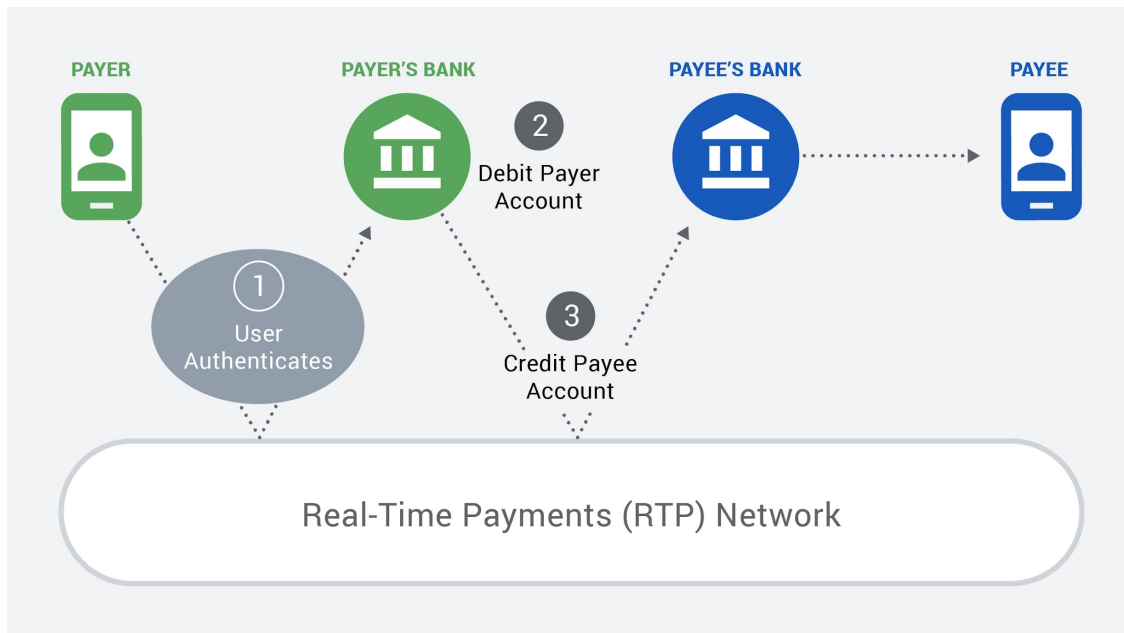 PAYER
PAYER'S BANK
PAYEE'S BANK
PAYEE
2
Debit Payer
Account
1
User
Authenticates
3
Credit Payee
Account
Real-Time Payments (RTP) Network